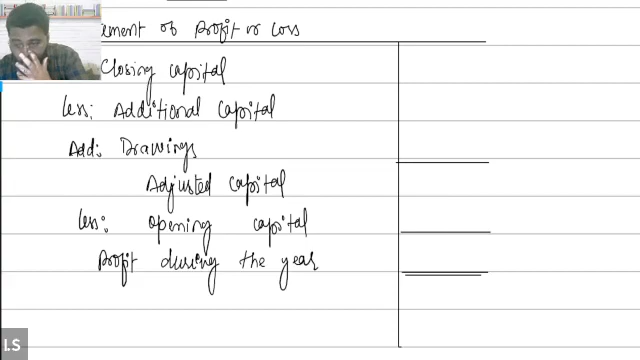 ement of Profit or Loss
Closing capital
Less: Additional Capital
Add: Drawings
Adjusted Capital
Less: Opening Capital
Profit during the year
I.S